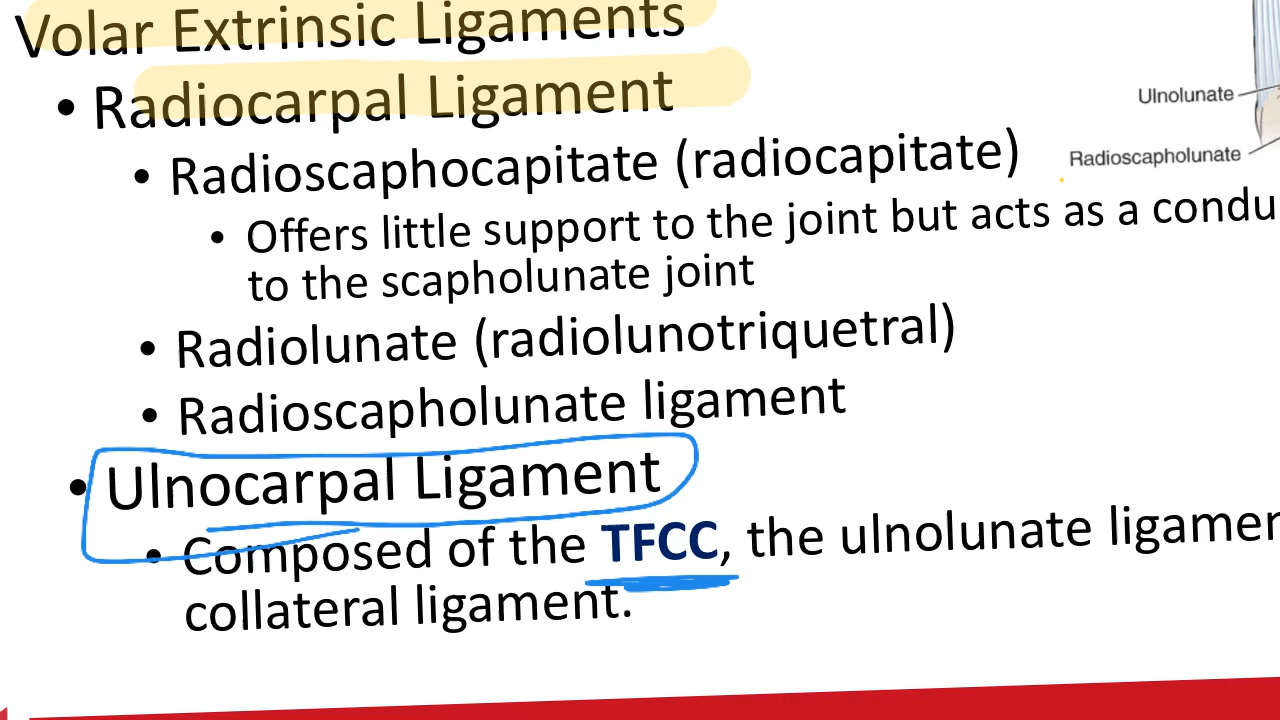 Volar Extrinsic Ligaments
• Radiocarpal Ligament
• Radioscaphocapitate (radiocapitate)
• Offers little support to the joint but acts as a
to the scapholunate joint
• Radiolunate (radiolunotriquetral)
• Radioscapholunate ligament
• Ulnocarpal Ligament
• Composed of the TFCC, the ulnolunate
collateral ligament.
Ulnolunate
Radioscapholunate